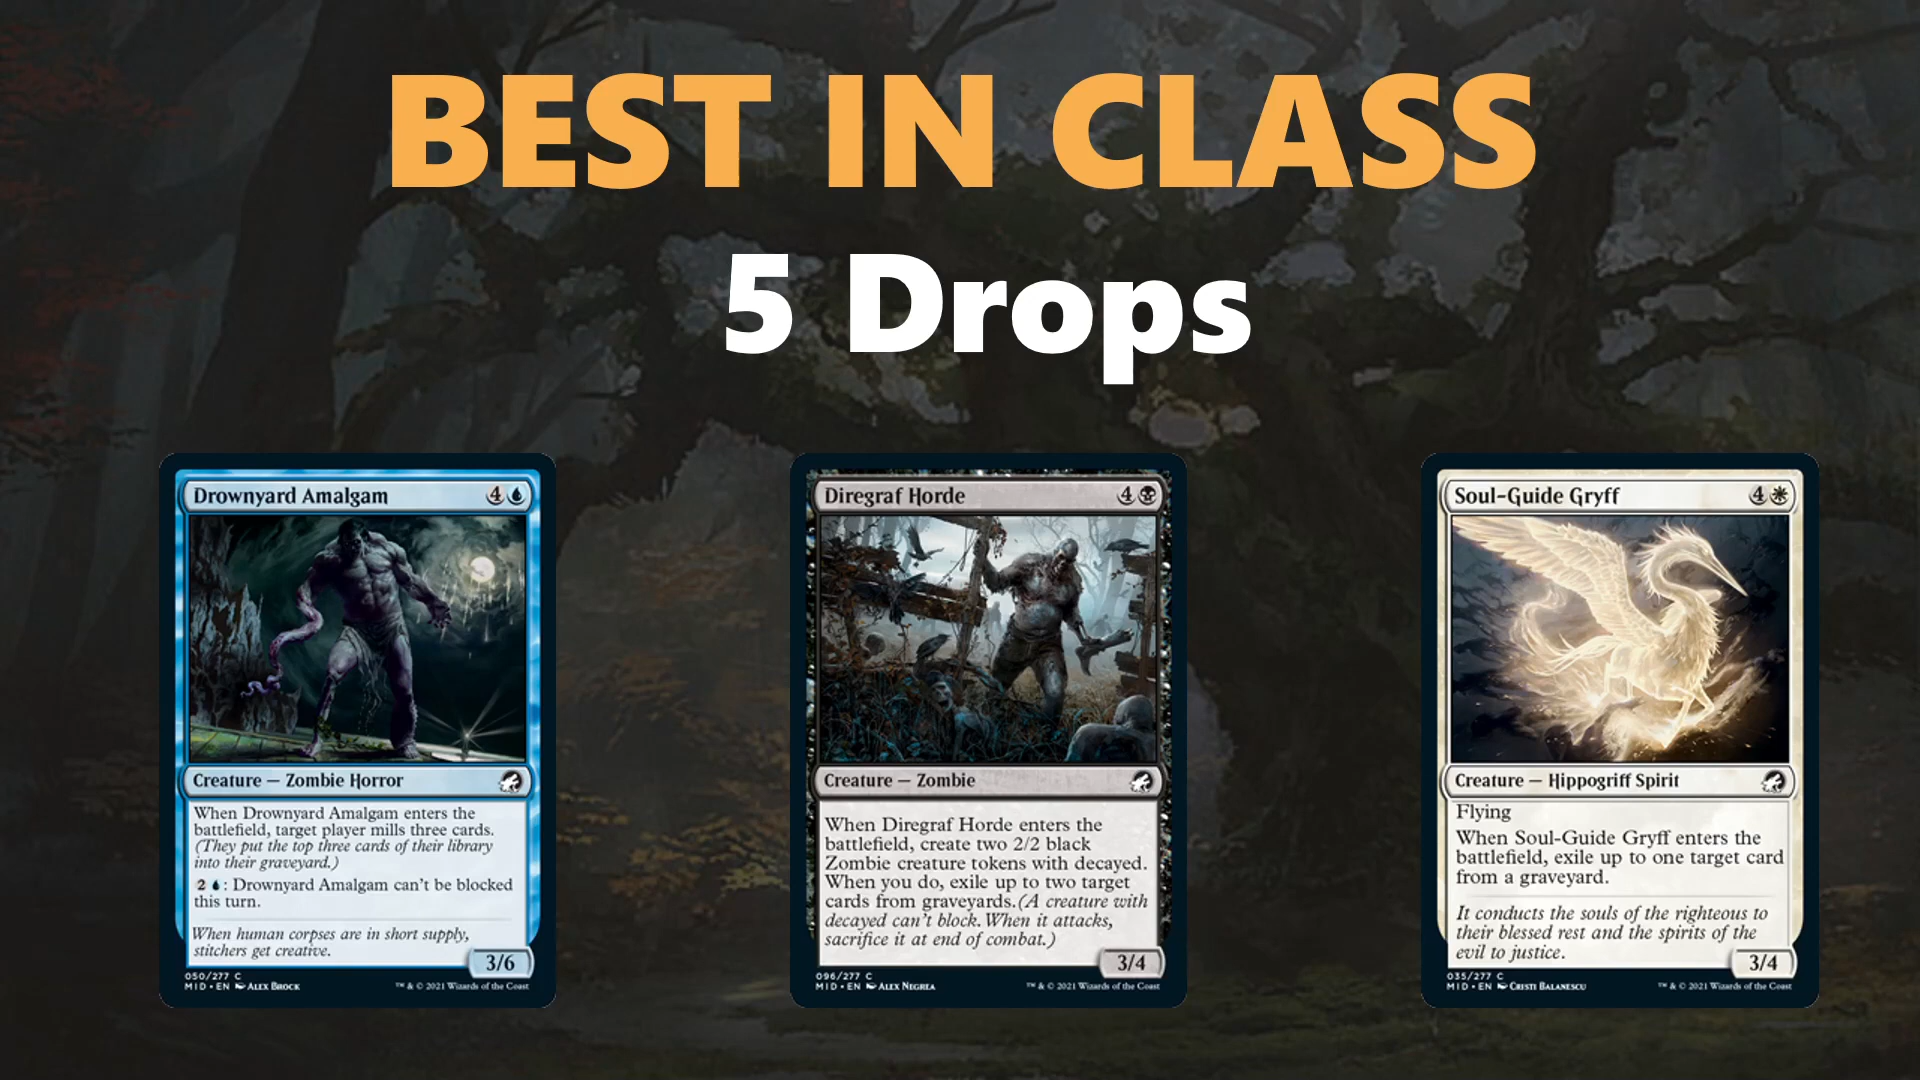 BEST IN CLASS
5 Drops
Drownyard Amalgam 4
Creature — Zombie Horror
When Drownyard Amalgam enters the
battlefield, target player mills three cards.
(They put the top three cards of their library
into their graveyard.)
2 : Drownyard Amalgam can't be blocked
this turn.
When human corpses are in short supply,
stitchers get creative.
3/6
050/277 C
MID • EN ALEX BROCK
™ & © 2021 Wizards of the Coast
Diregraf Horde 4
Creature — Zombie
When Diregraf Horde enters the
battlefield, create two 2/2 black
Zombie creature tokens with decayed.
When you do, exile up to two target
cards from graveyards.(A creature with
decayed can't block. When it attacks,
sacrifice it at end of combat.)
3/4
096/277 C
MID • EN ALEX NEGREA
™ & © 2021 Wizards of the Coast
Soul-Guide Gryff 4
Creature — Hippogriff Spirit
Flying
When Soul-Guide Gryff enters the
battlefield, exile up to one target card
from a graveyard.
It conducts the souls of the righteous to
their blessed rest and the spirits of the
evil to justice.
3/4
035/277 C
MID • EN CRISTI BALANESCU
™ & © 2021 Wizards of the Coast